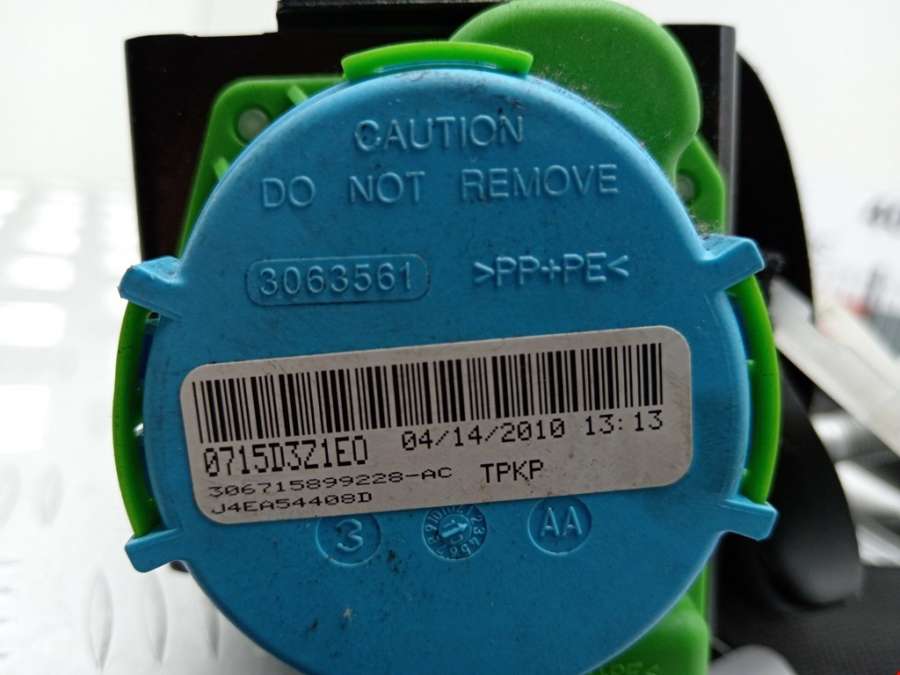 CAUTION
DO NOT REMOVE
3063561 >PP+PE<
0715D3Z1E0 04/14/2010 13:13
306715899228-AC TPKP
J4EA54408D
3 AA